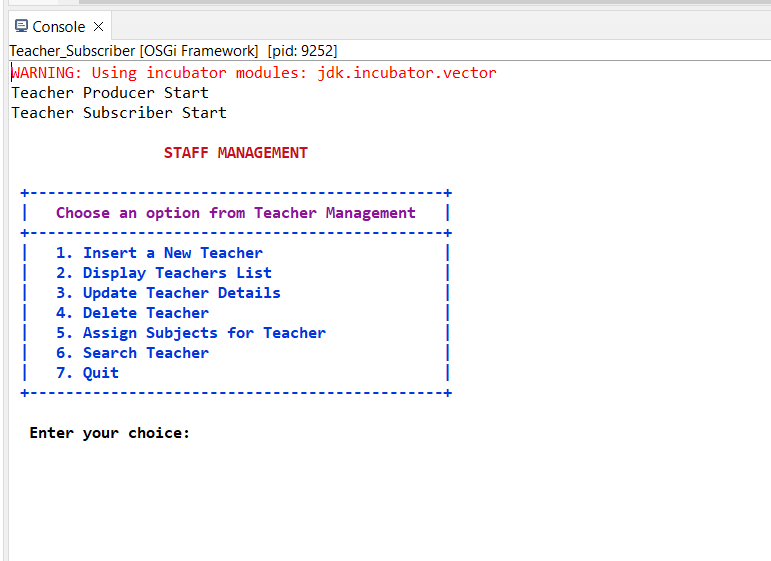 Console
Teacher_Subscriber [OSGi Framework] [pid: 9252]
WARNING: Using incubator modules: jdk.incubator.vector
Teacher Producer Start
Teacher Subscriber Start
STAFF MANAGEMENT
+----------------------------------------------+
|   Choose an option from Teacher Management   |
+----------------------------------------------+
|   1. Insert a New Teacher                    |
|   2. Display Teachers List                   |
|   3. Update Teacher Details                  |
|   4. Delete Teacher                          |
|   5. Assign Subjects for Teacher             |
|   6. Search Teacher                          |
|   7. Quit                                    |
+----------------------------------------------+
Enter your choice: